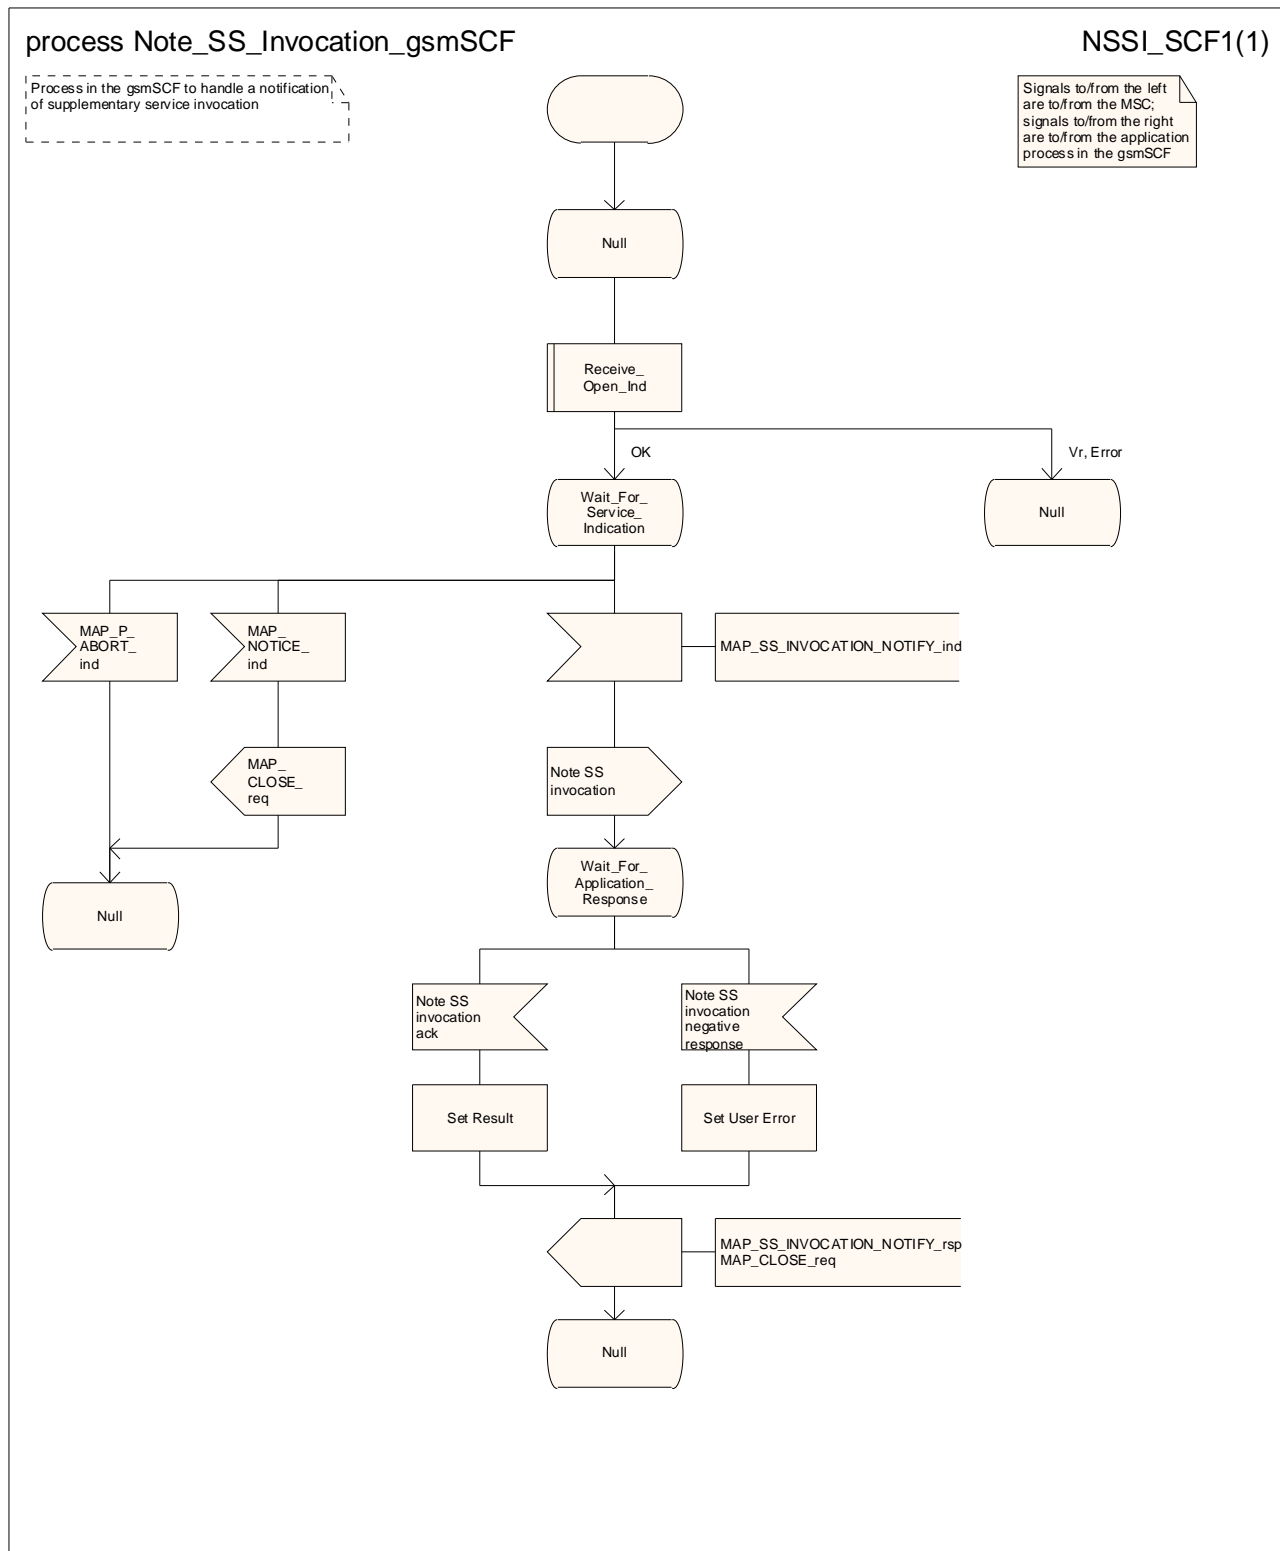 process Note_SS_Invocation_gsmSCF
NSSI_SCF1(1)
Process in the gsmSCF to handle a notification
of supplementary service invocation
Signals to/from the left
are to/from the MSC;
signals to/from the right
are to/from the application
process in the gsmSCF
Null
Receive_
Open_Ind
OK
Vr, Error
Wait_For_
Service_
Indication
Null
MAP_P_
ABORT_
ind
MAP_
NOTICE_
ind
MAP_SS_INVOCATION_NOTIFY_ind
MAP_
CLOSE_
req
Note SS
invocation
Wait_For_
Application_
Response
Null
Note SS
invocation
ack
Note SS
invocation
negative
response
Set Result
Set User Error
MAP_SS_INVOCATION_NOTIFY_rsp
MAP_CLOSE_req
Null